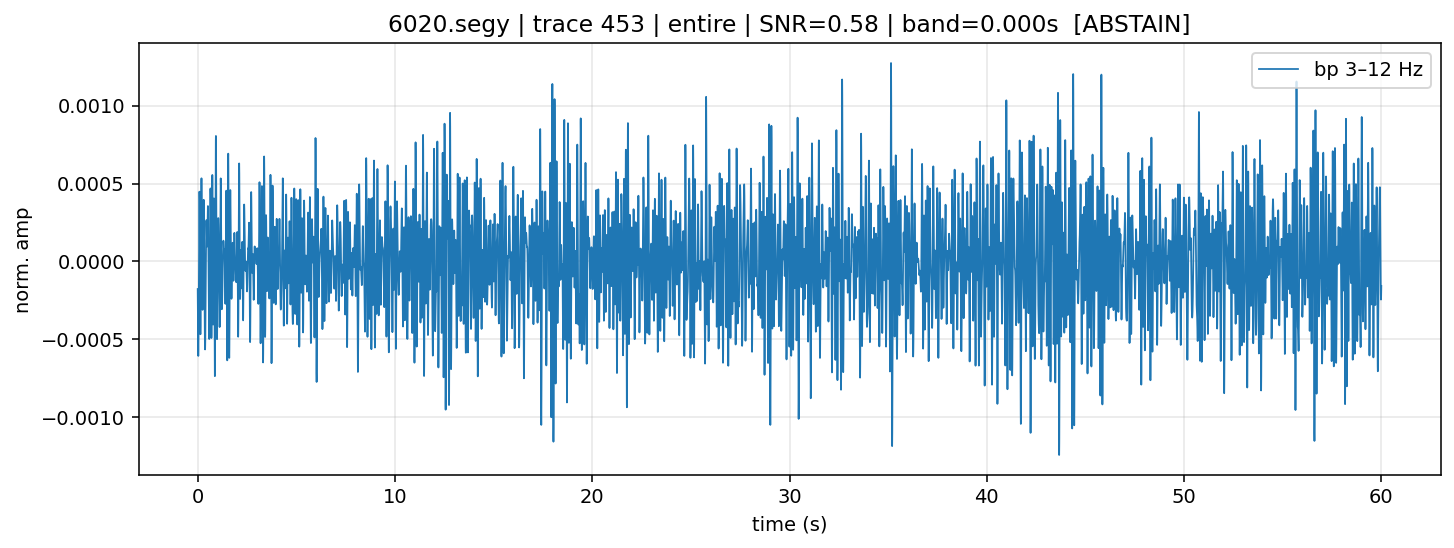 6020.segy | trace 453 | entire | SNR=0.58 | band=0.000s  [ABSTAIN]
bp 3–12 Hz
norm. amp
0.0010
0.0005
0.0000
−0.0005
−0.0010
0 10 20 30 40 50 60
time (s)